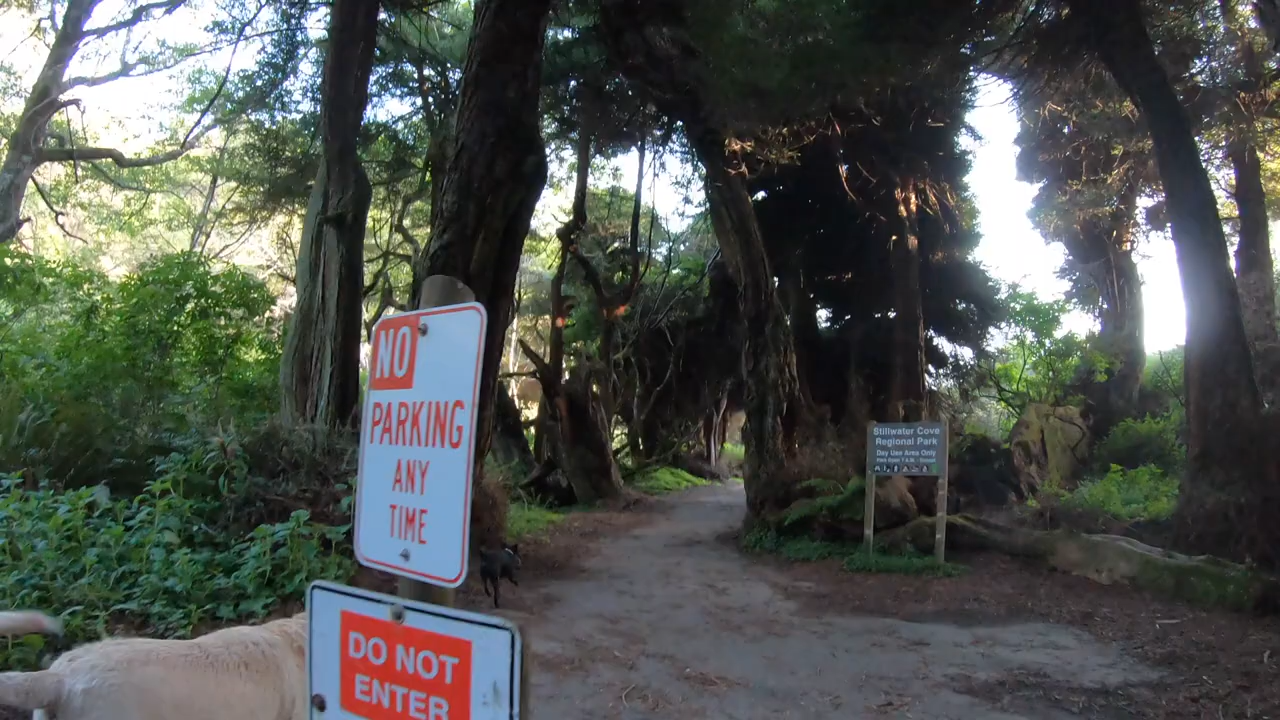 NO
PARKING
ANY
TIME
DO NOT
ENTER
Stillwater Cove
Regional Park
Day Use Area Only